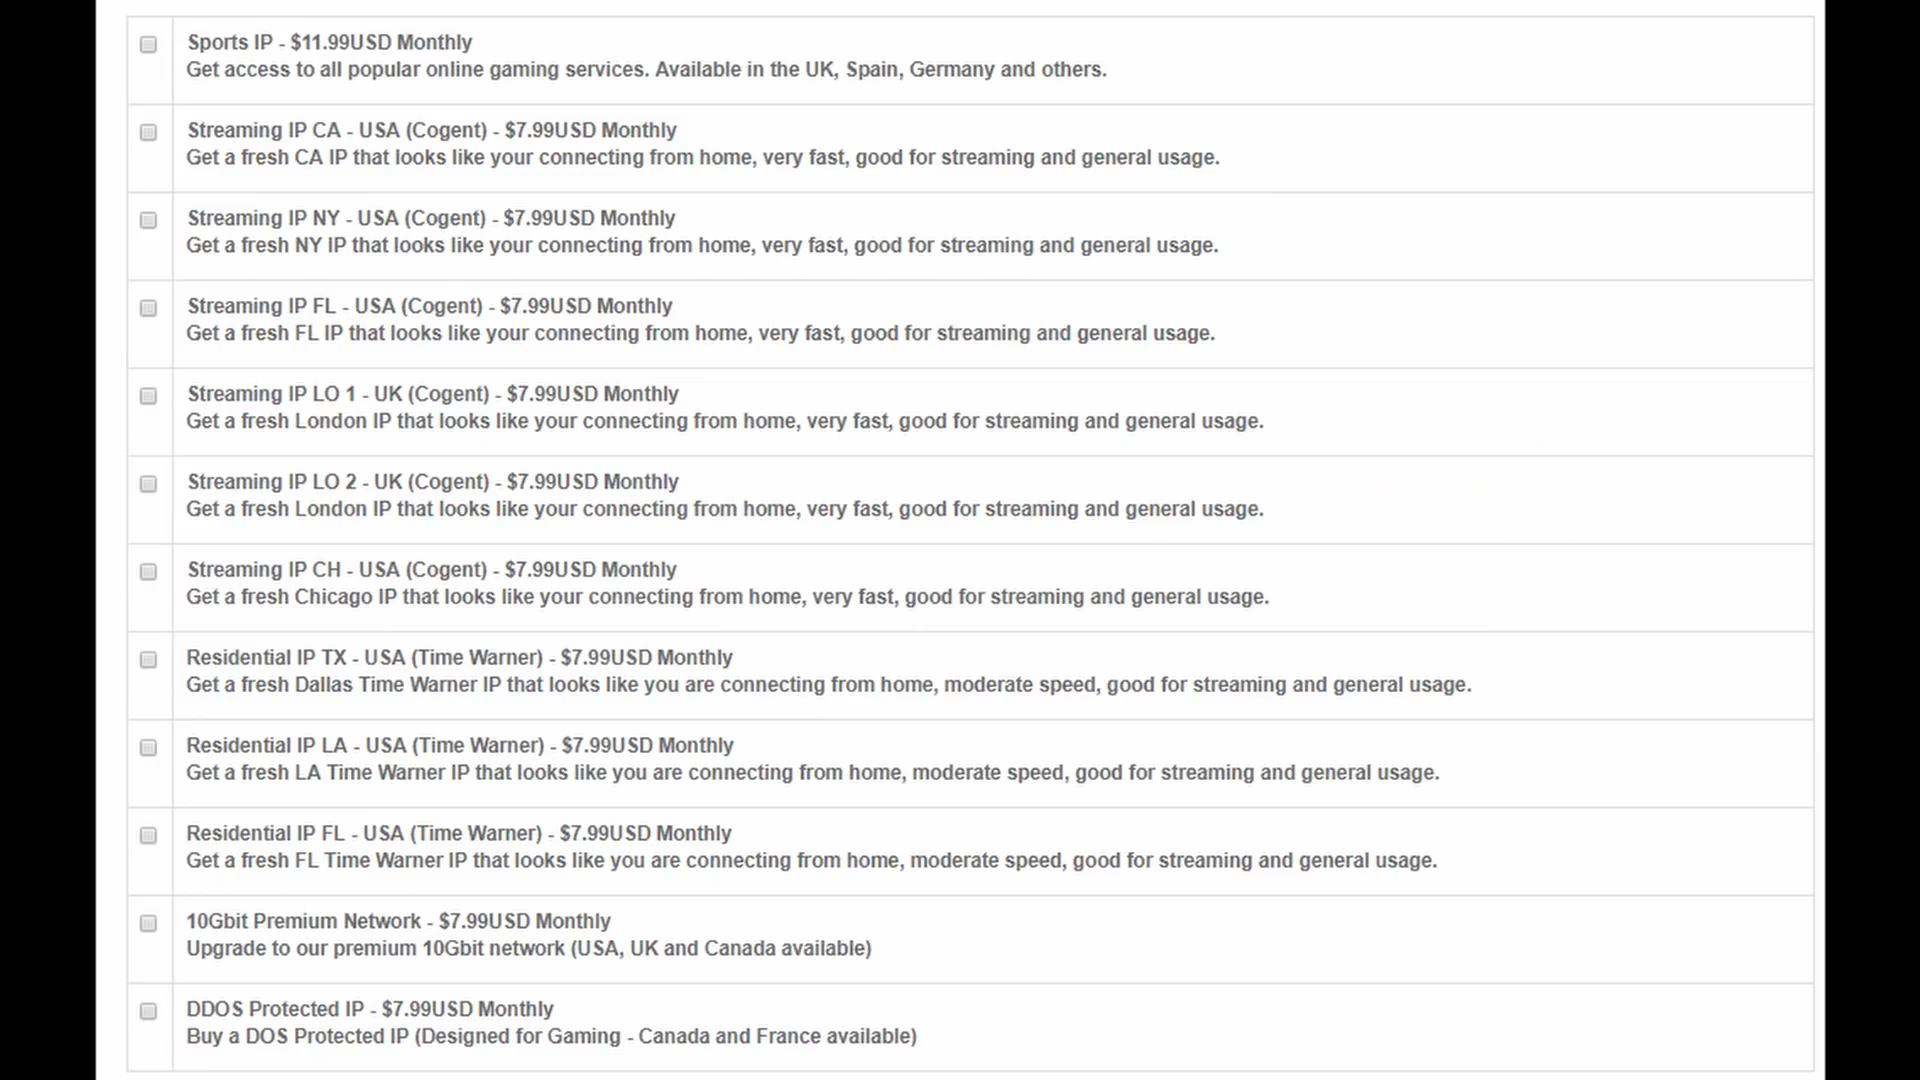 Sports IP - $11.99USD Monthly
Get access to all popular online gaming services. Available in the UK, Spain, Germany and others.
Streaming IP CA - USA (Cogent) - $7.99USD Monthly
Get a fresh CA IP that looks like your connecting from home, very fast, good for streaming and general usage.
Streaming IP NY - USA (Cogent) - $7.99USD Monthly
Get a fresh NY IP that looks like your connecting from home, very fast, good for streaming and general usage.
Streaming IP FL - USA (Cogent) - $7.99USD Monthly
Get a fresh FL IP that looks like your connecting from home, very fast, good for streaming and general usage.
Streaming IP LO 1 - UK (Cogent) - $7.99USD Monthly
Get a fresh London IP that looks like your connecting from home, very fast, good for streaming and general usage.
Streaming IP LO 2 - UK (Cogent) - $7.99USD Monthly
Get a fresh London IP that looks like your connecting from home, very fast, good for streaming and general usage.
Streaming IP CH - USA (Cogent) - $7.99USD Monthly
Get a fresh Chicago IP that looks like your connecting from home, very fast, good for streaming and general usage.
Residential IP TX - USA (Time Warner) - $7.99USD Monthly
Get a fresh Dallas Time Warner IP that looks like you are connecting from home, moderate speed, good for streaming and general usage.
Residential IP LA - USA (Time Warner) - $7.99USD Monthly
Get a fresh LA Time Warner IP that looks like you are connecting from home, moderate speed, good for streaming and general usage.
Residential IP FL - USA (Time Warner) - $7.99USD Monthly
Get a fresh FL Time Warner IP that looks like you are connecting from home, moderate speed, good for streaming and general usage.
10Gbit Premium Network - $7.99USD Monthly
Upgrade to our premium 10Gbit network (USA, UK and Canada available)
DDOS Protected IP - $7.99USD Monthly
Buy a DOS Protected IP (Designed for Gaming - Canada and France available)